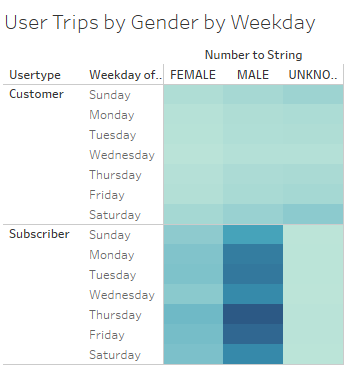 User Trips by Gender by Weekday
Number to String
Usertype Weekday of.. FEMALE MALE UNKNO..
Customer Sunday
Monday
Tuesday
Wednesday
Thursday
Friday
Saturday
Subscriber Sunday
Monday
Tuesday
Wednesday
Thursday
Friday
Saturday